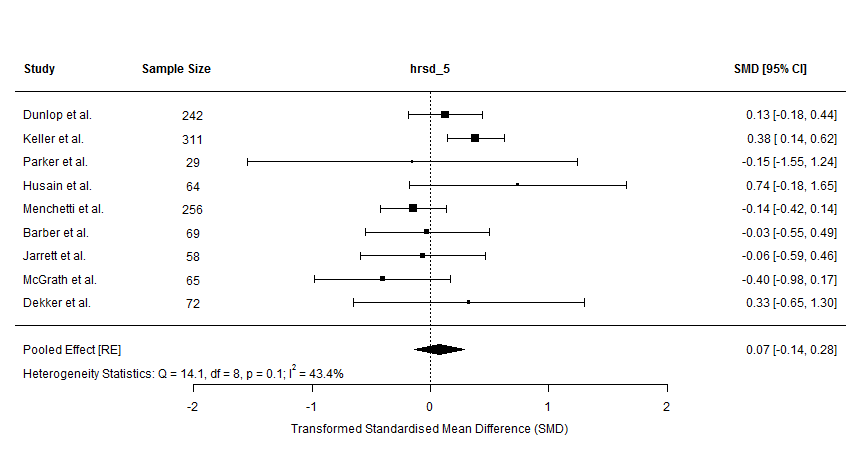 Study Sample Size hrsd_5 SMD [95% CI]
Dunlop et al. 242 0.13 [-0.18, 0.44]
Keller et al. 311 0.38 [ 0.14, 0.62]
Parker et al. 29 -0.15 [-1.55, 1.24]
Husain et al. 64 0.74 [-0.18, 1.65]
Menchetti et al. 256 -0.14 [-0.42, 0.14]
Barber et al. 69 -0.03 [-0.55, 0.49]
Jarrett et al. 58 -0.06 [-0.59, 0.46]
McGrath et al. 65 -0.40 [-0.98, 0.17]
Dekker et al. 72 0.33 [-0.65, 1.30]
Pooled Effect [RE] 0.07 [-0.14, 0.28]
Heterogeneity Statistics: Q = 14.1, df = 8, p = 0.1; I² = 43.4%
-2 -1 0 1 2
Transformed Standardised Mean Difference (SMD)